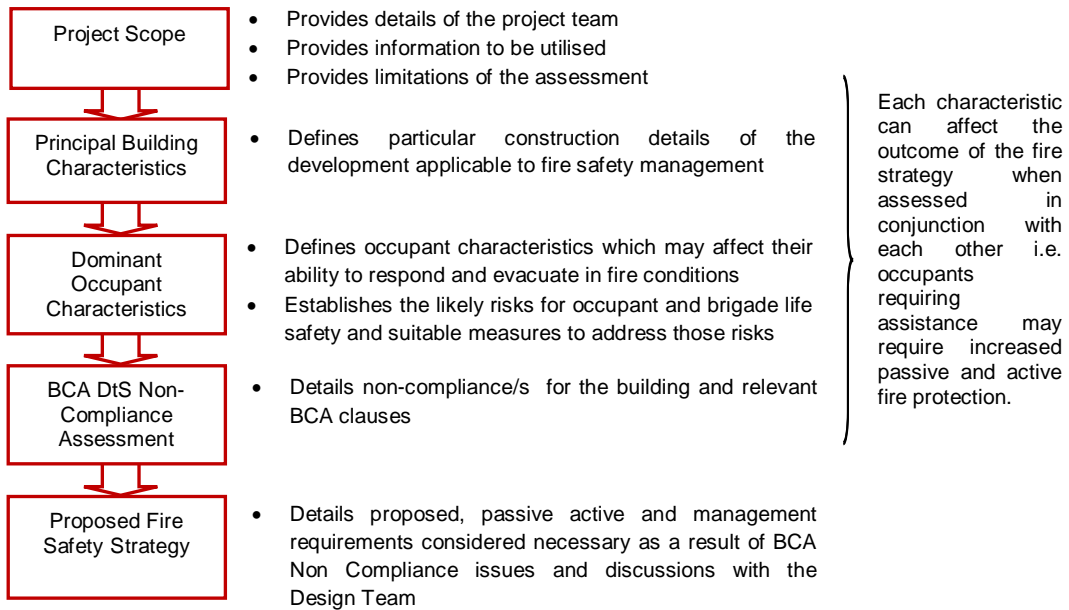 Project Scope
• Provides details of the project team
• Provides information to be utilised
• Provides limitations of the assessment
Principal Building
Characteristics
• Defines particular construction details of the
development applicable to fire safety management
Dominant
Occupant
Characteristics
• Defines occupant characteristics which may affect their
ability to respond and evacuate in fire conditions
• Establishes the likely risks for occupant and brigade life
safety and suitable measures to address those risks
BCA DtS Non-
Compliance
Assessment
• Details non-compliance/s for the building and relevant
BCA clauses
Proposed Fire
Safety Strategy
• Details proposed, passive active and management
requirements considered necessary as a result of BCA
Non Compliance issues and discussions with the
Design Team
Each characteristic
can affect the
outcome of the fire
strategy when
assessed in
conjunction with
each other i.e.
occupants
requiring
assistance may
require increased
passive and active
fire protection.